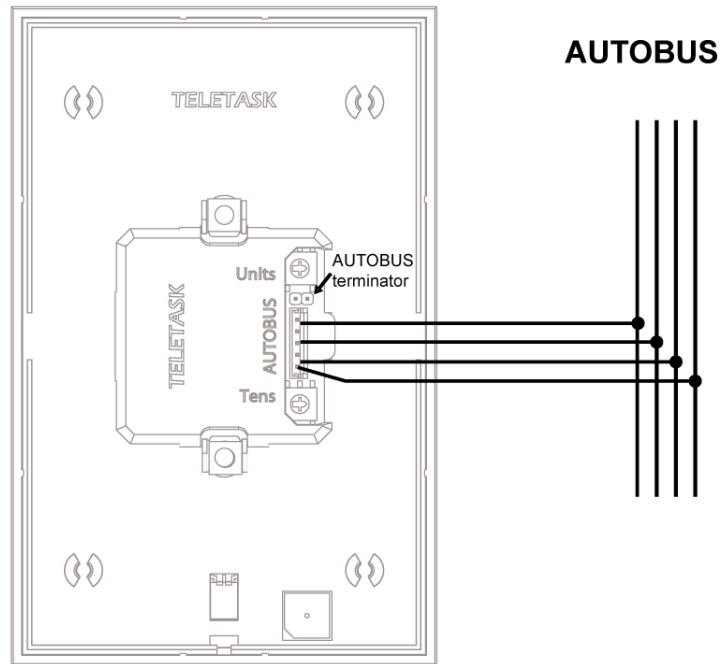 AUTOBUS
TELETASK
AUTOBUS
terminator
Units
TELETASK
AUTOBUS
Tens